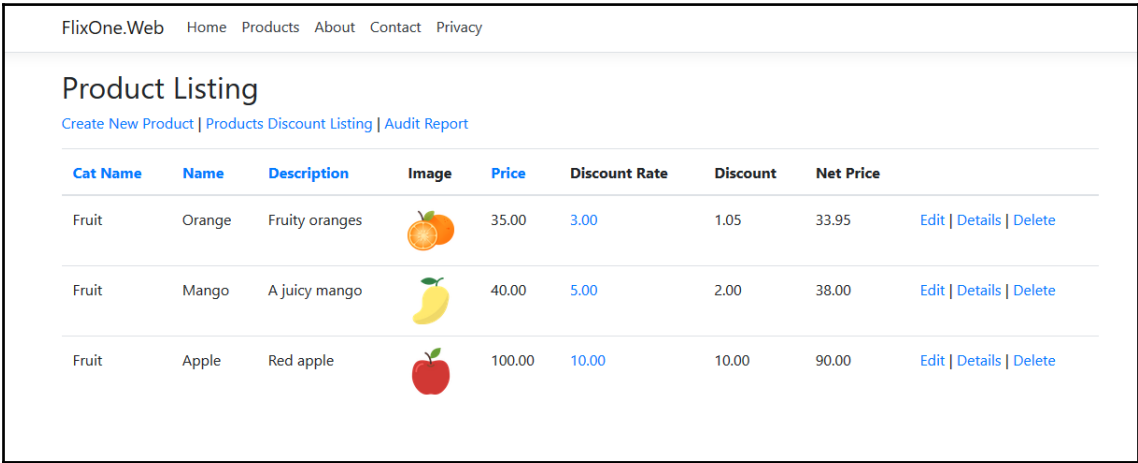 FlixOne.Web Home Products About Contact Privacy
Product Listing
Create New Product | Products Discount Listing | Audit Report
Cat Name Name Description Image Price Discount Rate Discount Net Price
Fruit Orange Fruity oranges 35.00 3.00 1.05 33.95 Edit | Details | Delete
Fruit Mango A juicy mango 40.00 5.00 2.00 38.00 Edit | Details | Delete
Fruit Apple Red apple 100.00 10.00 10.00 90.00 Edit | Details | Delete